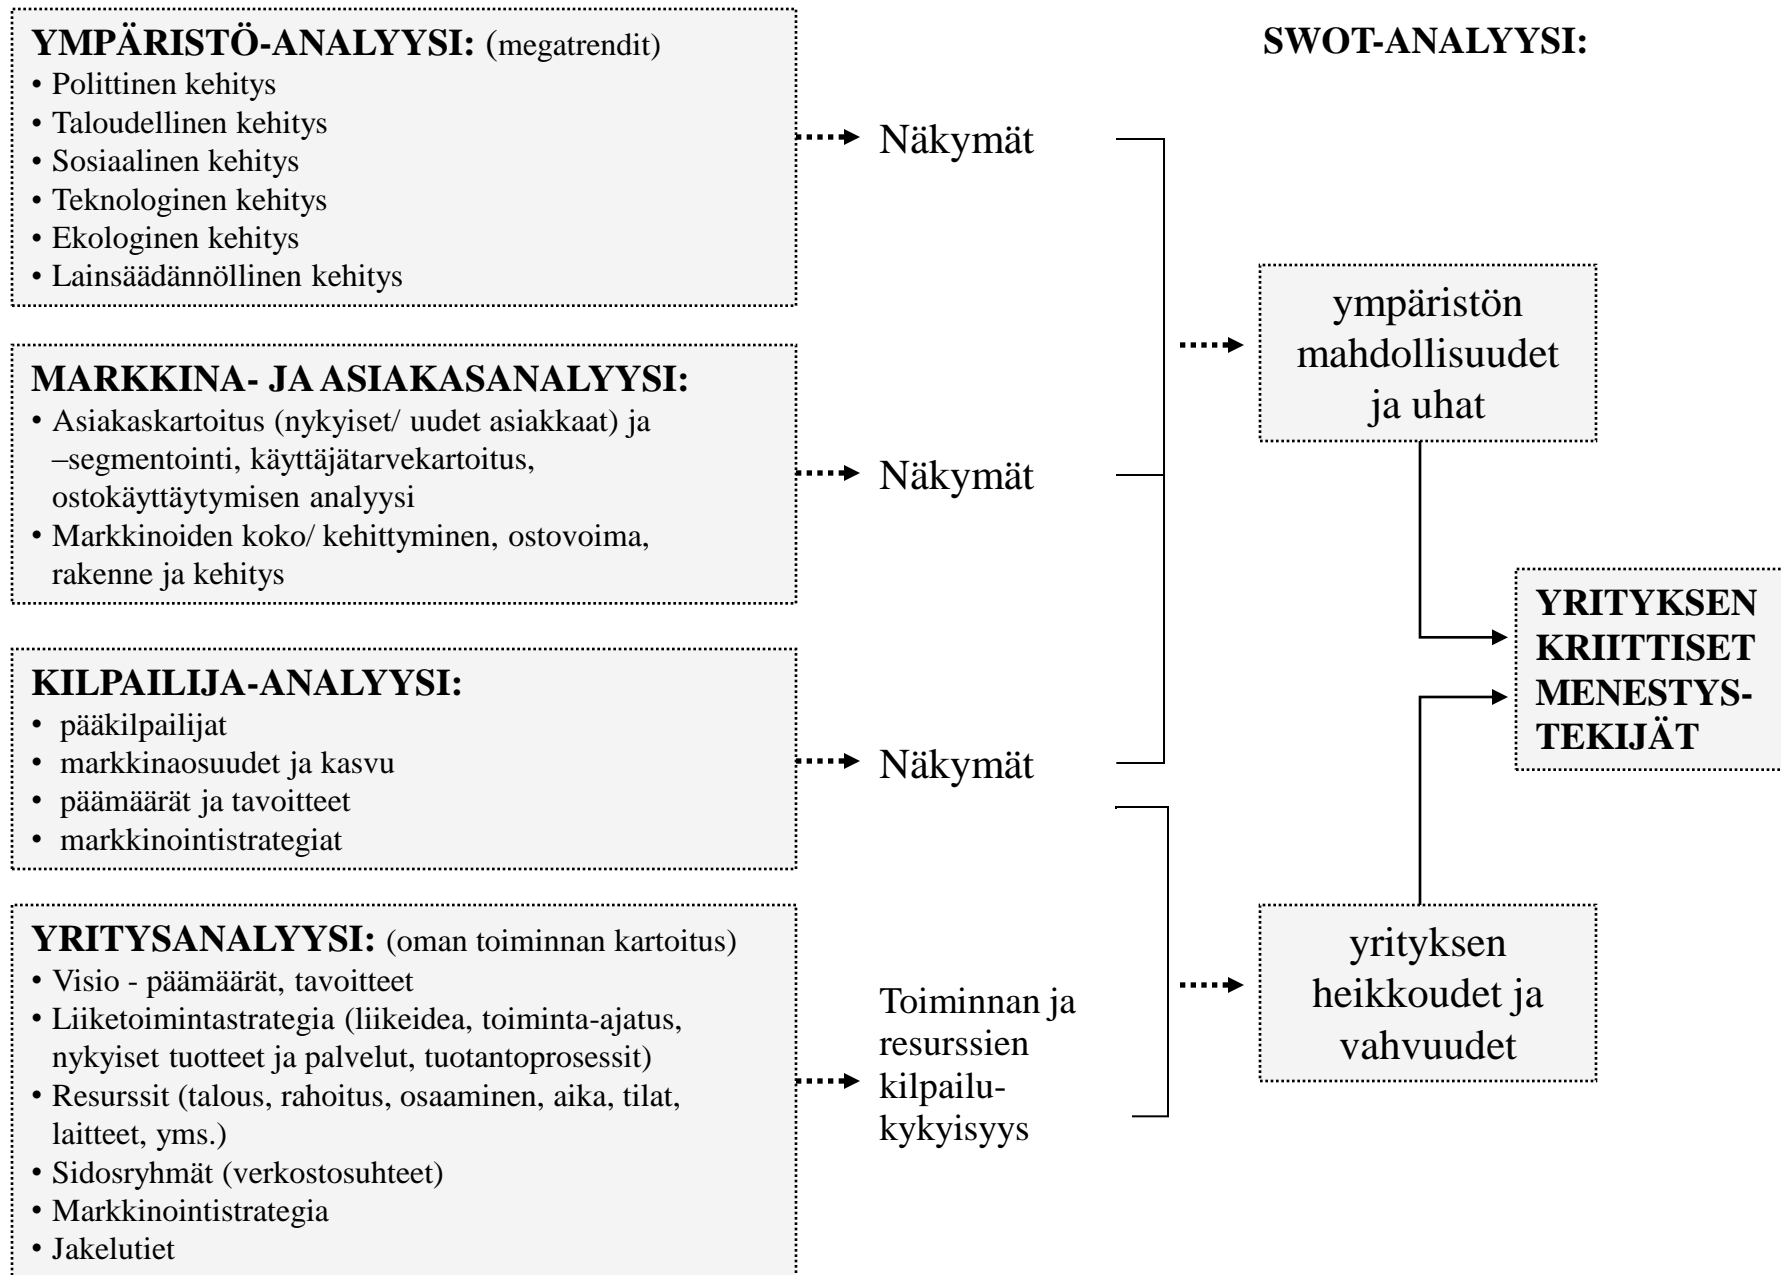 YMPÄRISTÖ-ANALYYSI: (megatrendit)
• Polittinen kehitys
• Taloudellinen kehitys
• Sosiaalinen kehitys
• Teknologinen kehitys
• Ekologinen kehitys
• Lainsäädännöllinen kehitys
Näkymät
MARKKINA- JA ASIAKASANALYYSI:
• Asiakaskartoitus (nykyiset/ uudet asiakkaat) ja
–segmentointi, käyttäjätarvekartoitus,
ostokäyttäytymisen analyysi
• Markkinoiden koko/ kehittyminen, ostovoima,
rakenne ja kehitys
Näkymät
KILPAILIJA-ANALYYSI:
• pääkilpailijat
• markkinaosuudet ja kasvu
• päämäärät ja tavoitteet
• markkinointistrategiat
Näkymät
YRITYSANALYYSI: (oman toiminnan kartoitus)
• Visio - päämäärät, tavoitteet
• Liiketoimintastrategia (liikeidea, toiminta-ajatus,
nykyiset tuotteet ja palvelut, tuotantoprosessit)
• Resurssit (talous, rahoitus, osaaminen, aika, tilat,
laitteet, yms.)
• Sidosryhmät (verkostosuhteet)
• Markkinointistrategia
• Jakelutiet
Toiminnan ja
resurssien
kilpailu-
kykyisyys
SWOT-ANALYYSI:
ympäristön
mahdollisuudet
ja uhat
yrityksen
heikkoudet ja
vahvuudet
YRITYKSEN
KRIITTISET
MENESTYS-
TEKIJÄT